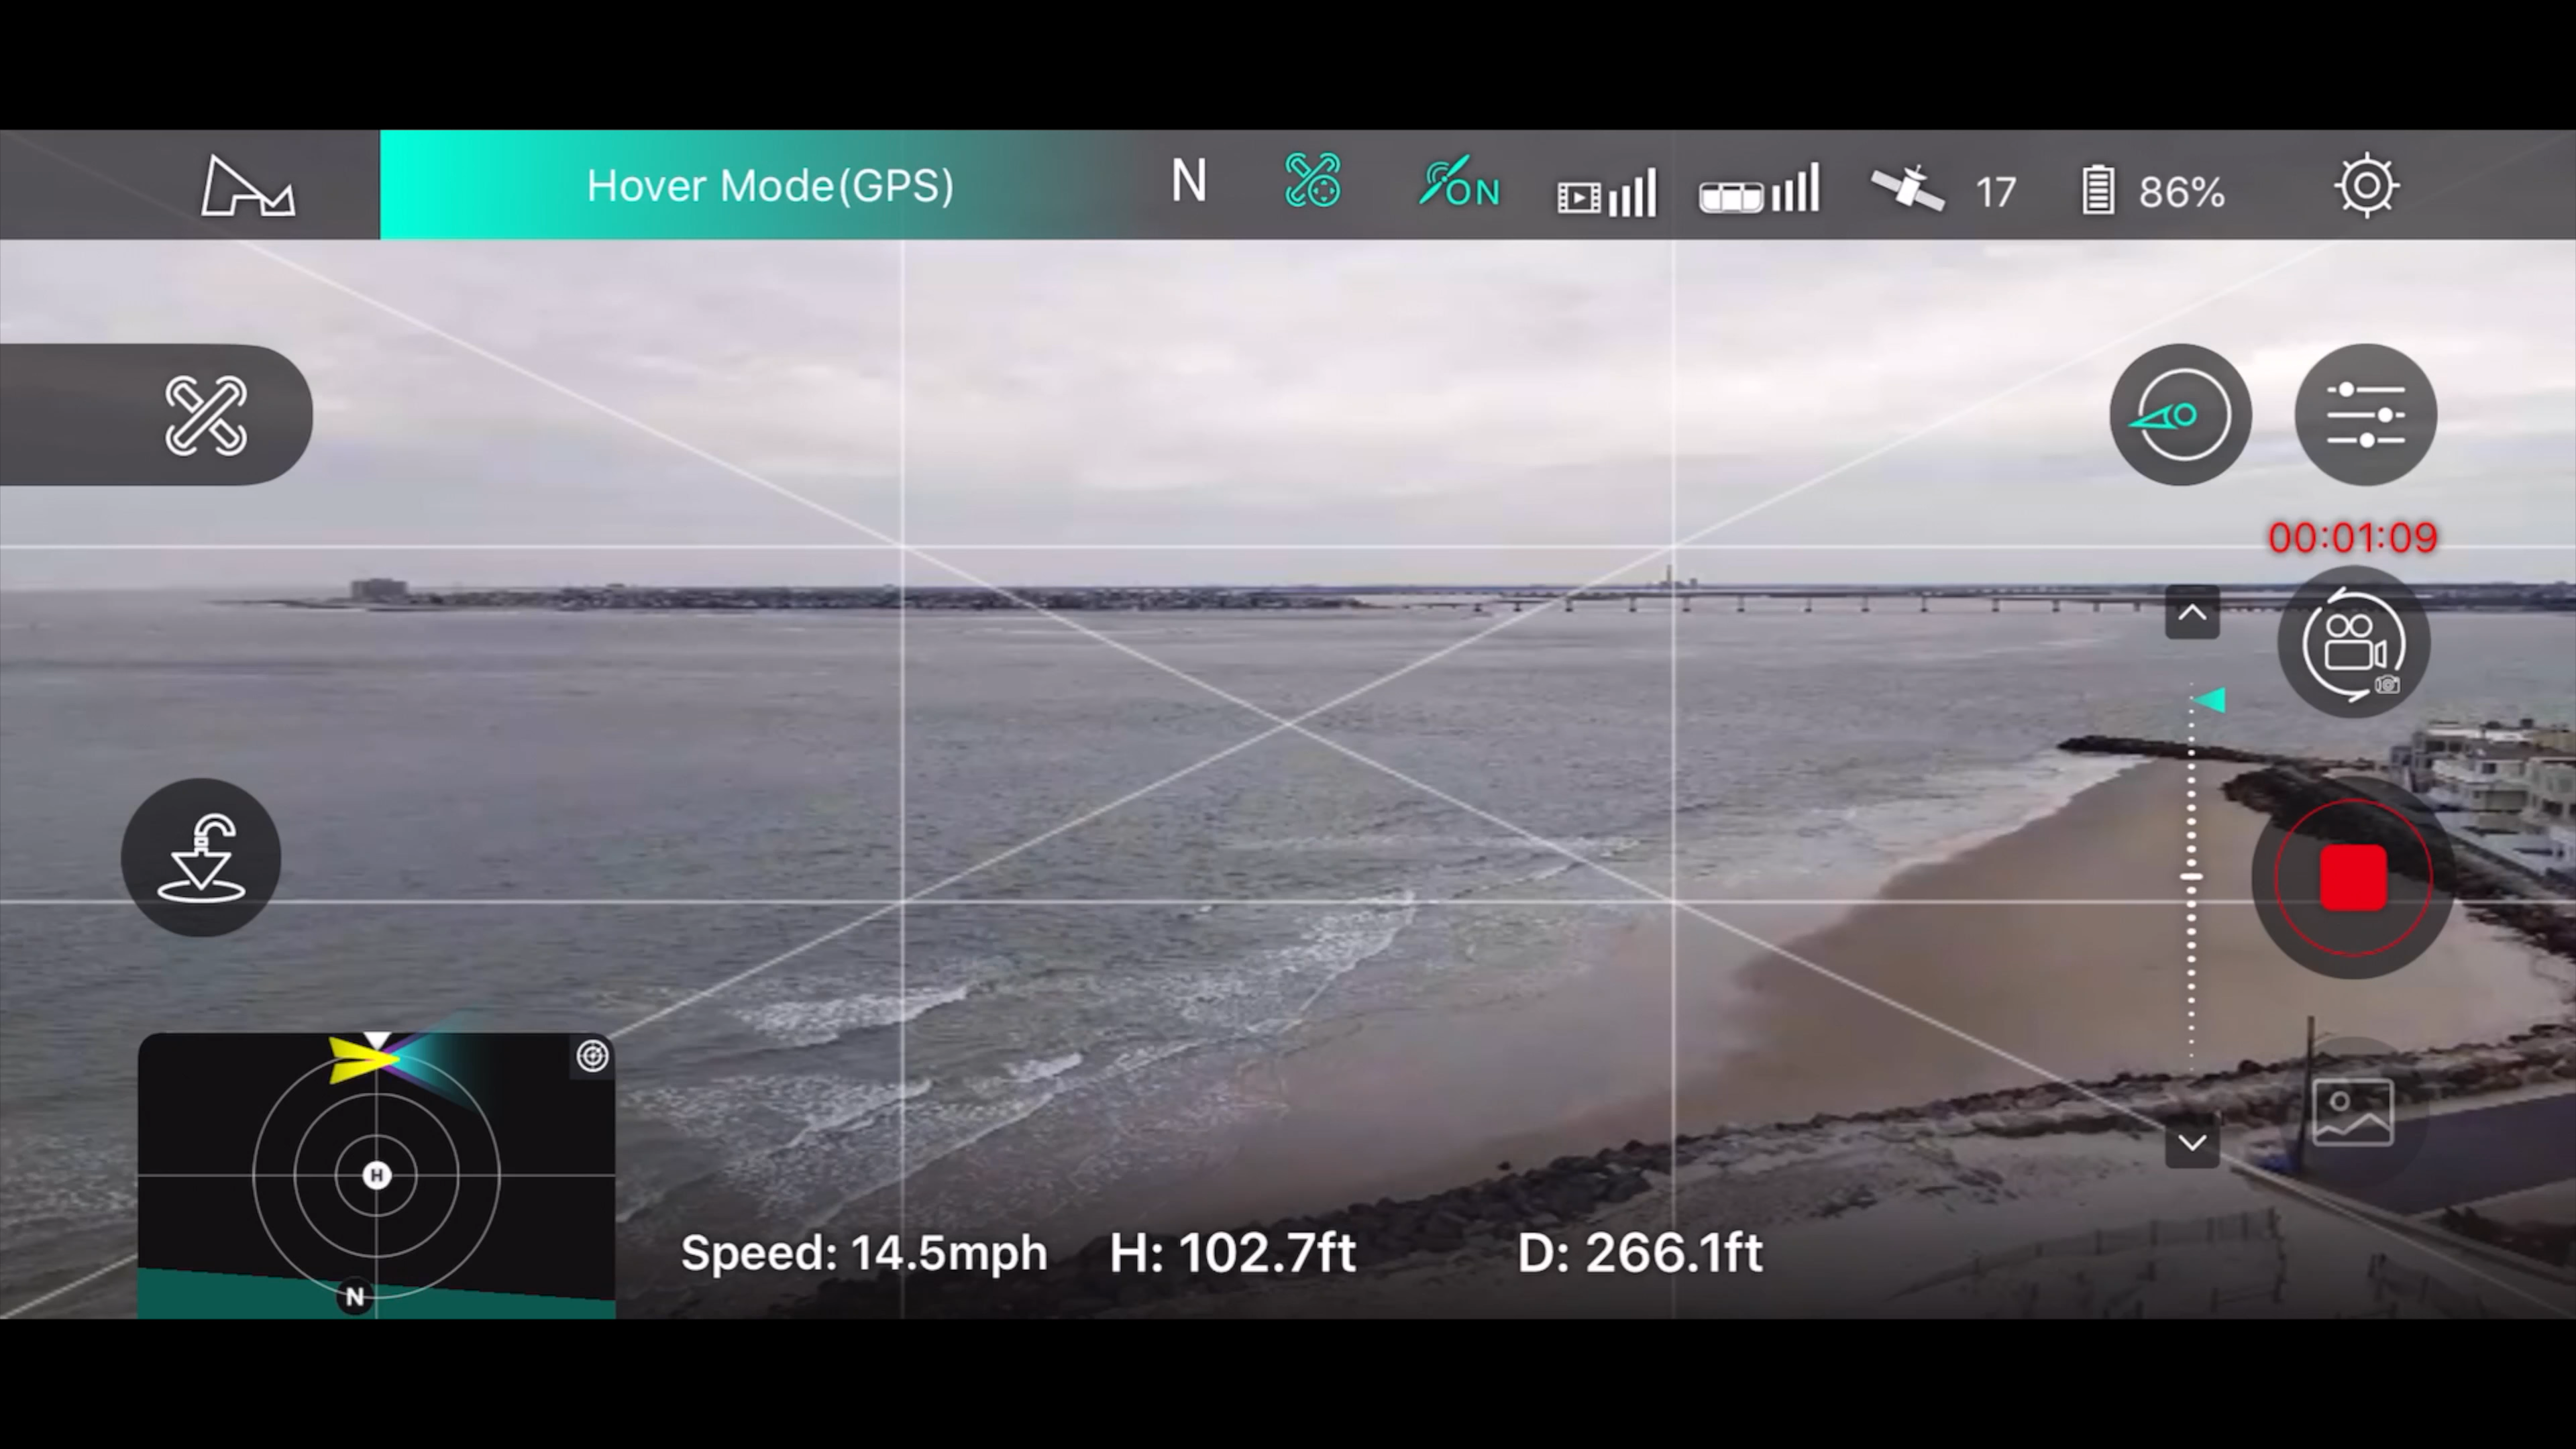 Hover Mode(GPS) N ON 17 86%
00:01:09
H
N
Speed: 14.5mph H: 102.7ft D: 266.1ft